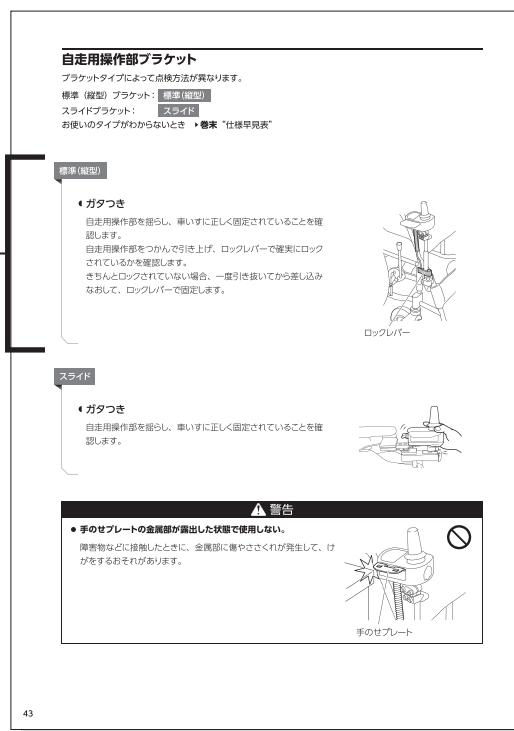 自走用操作部ブラケット
ブラケットタイプによって点検方法が異なります。
標準（縦型）ブラケット： 標準(縦型)
スライドブラケット： スライド
お使いのタイプがわからないとき ▶巻末 “仕様早見表”
標準(縦型)
ガタつき
自走用操作部を揺らし、車いすに正しく固定されていることを確
認します。
自走用操作部をつかんで引き上げ、ロックレバーで確実にロック
されているかを確認します。
きちんとロックされていない場合、一度引き抜いてから差し込み
なおして、ロックレバーで固定します。
ロックレバー
スライド
ガタつき
自走用操作部を揺らし、車いすに正しく固定されていることを確
認します。
警告
● 手のせプレートの金属部が露出した状態で使用しない。
障害物などに接触したときに、金属部に傷やささくれが発生して、け
がをするおそれがあります。
手のせプレート
43